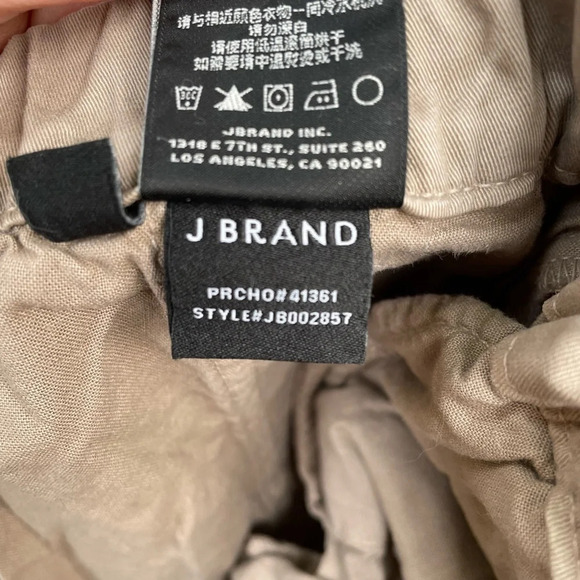 请与相近颜色衣物一同冷水机洗
请勿漂白
请使用低温滚筒烘干
如需要请中温熨烫或干洗
JBRAND INC.
1318 E 7TH ST., SUITE 260
LOS ANGELES, CA 90021
J BRAND
PRCHO#41361
STYLE#JB002857